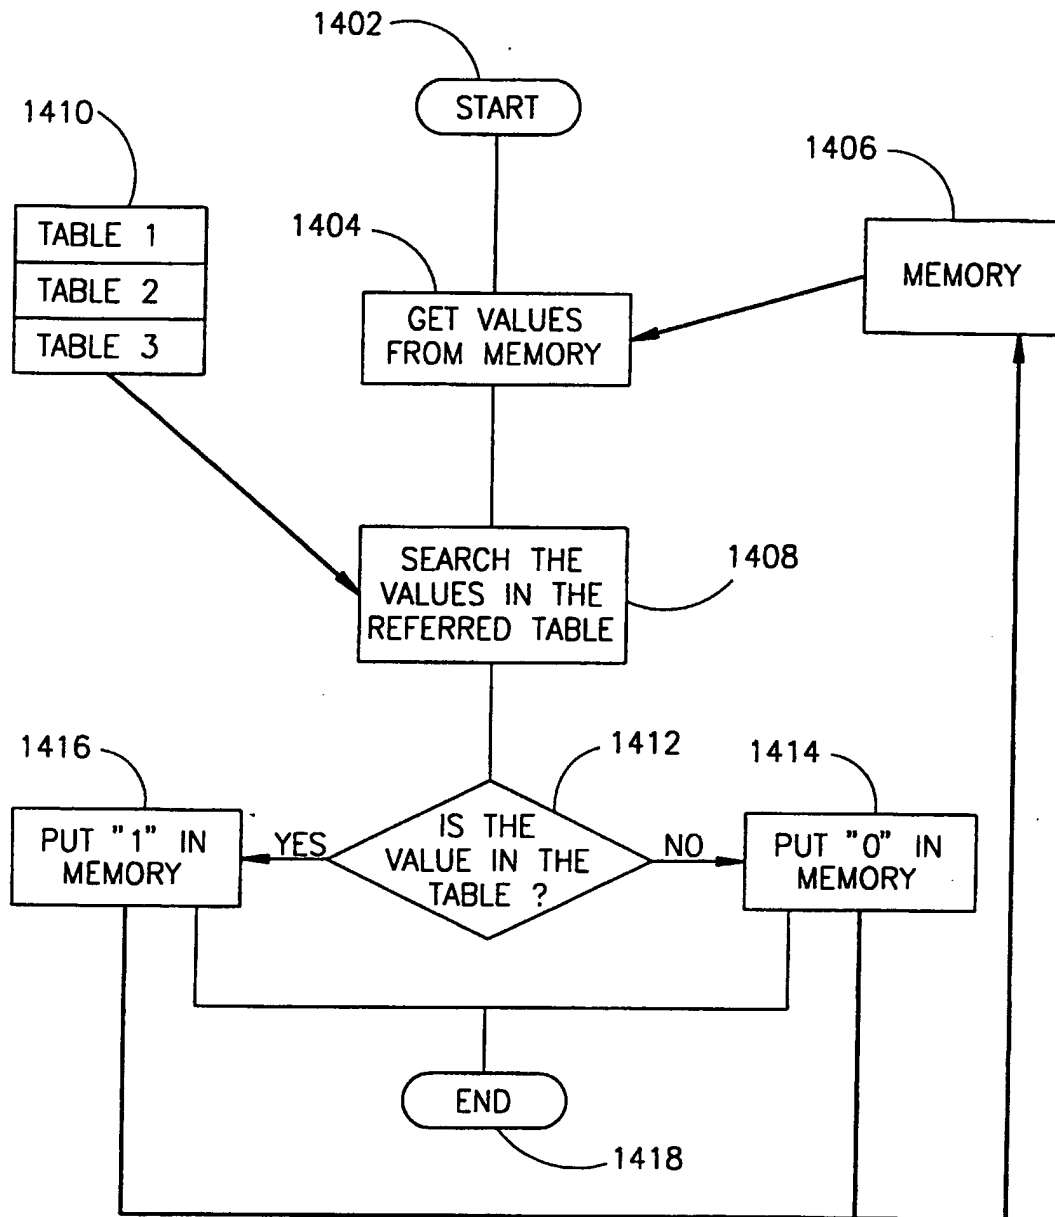 1402
START
1410
1406
TABLE 1
TABLE 2
TABLE 3
1404
GET VALUES
FROM MEMORY
MEMORY
SEARCH THE
VALUES IN THE
REFERRED TABLE
1408
1416
1412
1414
PUT "1" IN
MEMORY
YES
IS THE
VALUE IN THE
TABLE ?
NO
PUT "0" IN
MEMORY
END
1418